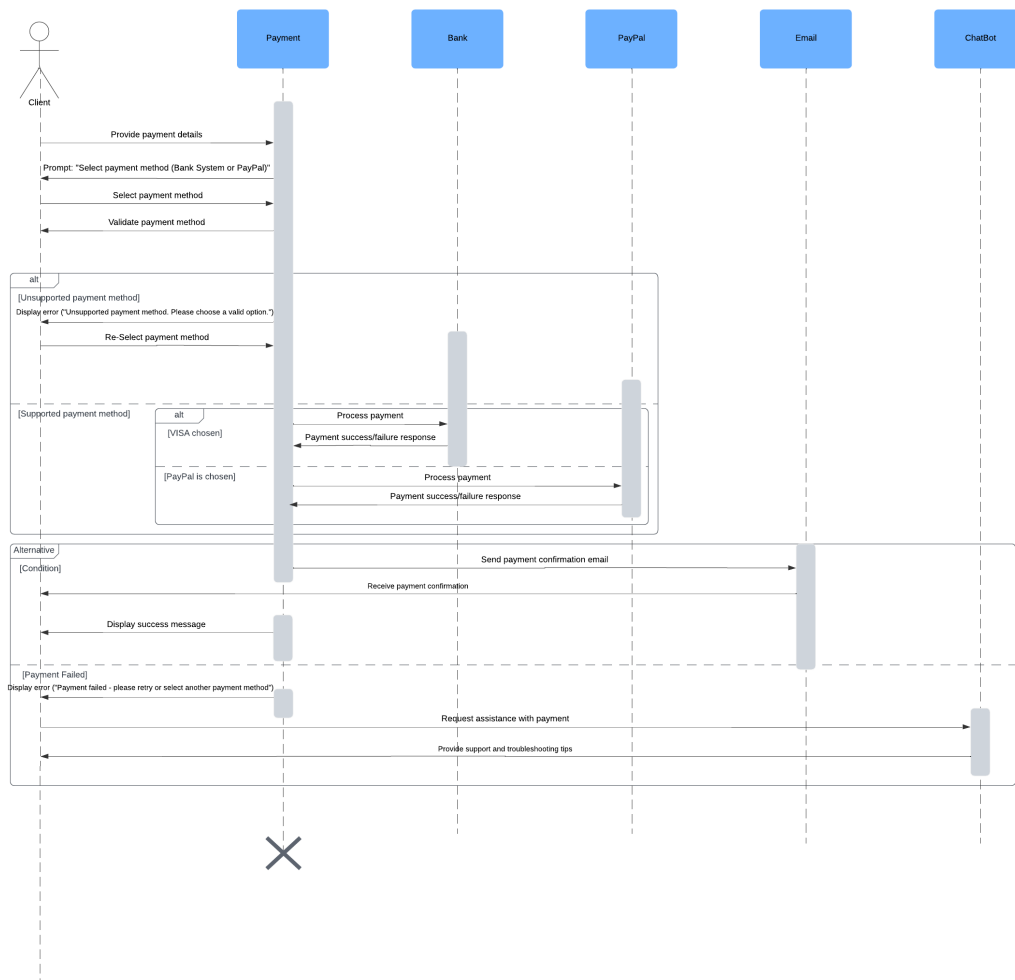 Payment
Bank
PayPal
Email
ChatBot
Client
Provide payment details
Prompt: "Select payment method (Bank System or PayPal)"
Select payment method
Validate payment method
alt
[Unsupported payment method]
Display error ("Unsupported payment method. Please choose a valid option.")
Re-Select payment method
[Supported payment method]
alt
Process payment
[VISA chosen]
Payment success/failure response
[PayPal is chosen]
Process payment
Payment success/failure response
Alternative
Send payment confirmation email
[Condition]
Receive payment confirmation
Display success message
[Payment Failed]
Display error ("Payment failed - please retry or select another payment method")
Request assistance with payment
Provide support and troubleshooting tips